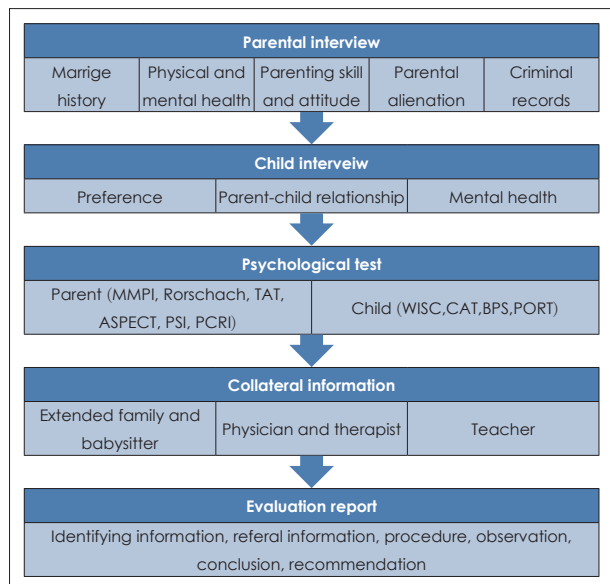 Parental interview
Marrige history
Physical and mental health
Parenting skill and attitude
Parental alienation
Criminal records
Child interveiw
Preference
Parent-child relationship
Mental health
Psychological test
Parent (MMPI, Rorschach, TAT,
ASPECT, PSI, PCRI)
Child (WISC,CAT,BPS,PORT)
Collateral information
Extended family and
babysitter
Physician and therapist
Teacher
Evaluation report
Identifying information, referal information, procedure, observation,
conclusion, recommendation